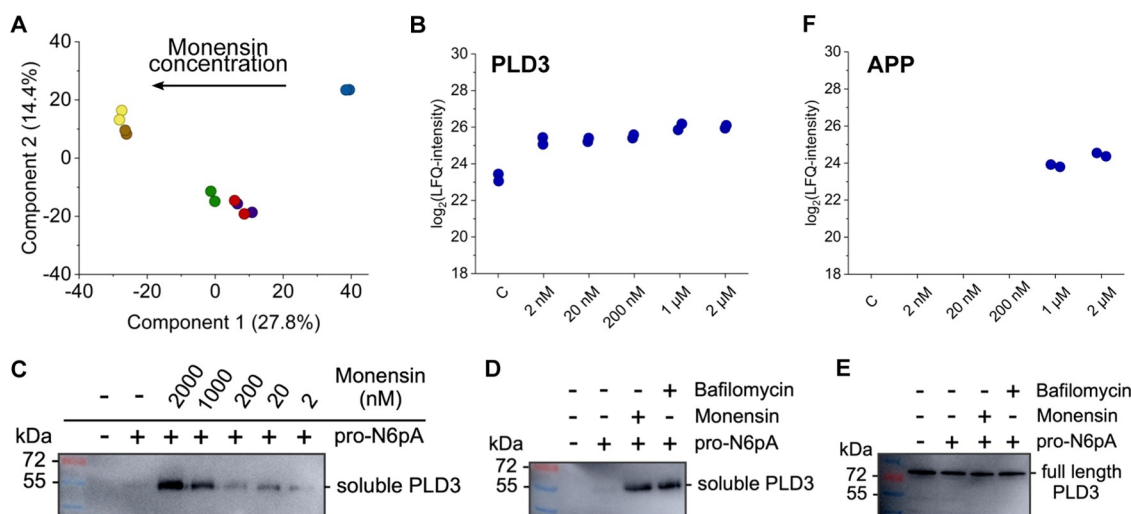 A
Monensin
concentration
Component 2 (14.4%)
40
20
0
-20
-40
-40 -20 0 20 40
Component 1 (27.8%)
B
PLD3
log2(LFQ-intensity)
30
28
26
24
22
20
18
C 2 nM 20 nM 200 nM 1 µM 2 µM
F
APP
log2(LFQ-intensity)
30
28
26
24
22
20
18
C 2 nM 20 nM 200 nM 1 µM 2 µM
C
- - 2000 1000 200 20 2 Monensin
(nM)
kDa - + + + + + + pro-N6pA
72
55
- soluble PLD3
D
- - - + Bafilomycin
- - + - Monensin
kDa - + + + pro-N6pA
72
55
- soluble PLD3
E
- - - + Bafilomycin
- - + - Monensin
kDa - + + + pro-N6pA
72
55
- full length
PLD3